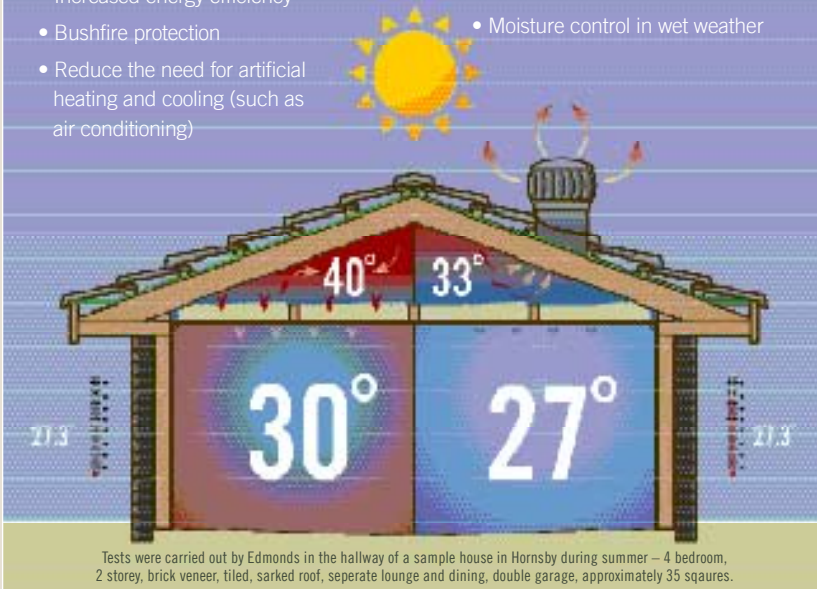 Increased energy efficiency
• Bushfire protection
• Reduce the need for artificial
heating and cooling (such as
air conditioning)
• Moisture control in wet weather
40°
33°
30°
27°
27.3
27.3
Tests were carried out by Edmonds in the hallway of a sample house in Hornsby during summer – 4 bedroom,
2 storey, brick veneer, tiled, sarked roof, seperate lounge and dining, double garage, approximately 35 sqaures.